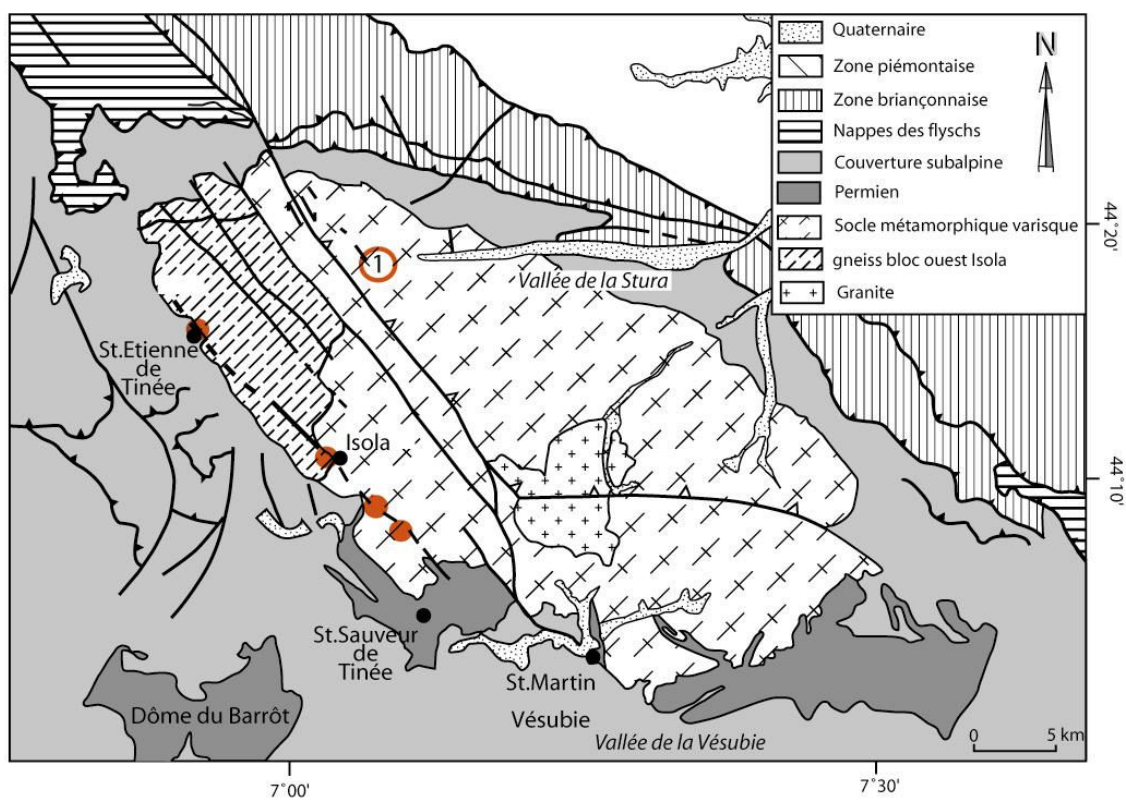 Quaternaire
Zone piémontaise
Zone briançonnaise
Nappes des flyschs
Couverture subalpine
Permien
Socle métamorphique varisque
gneiss bloc ouest Isola
Granite
N
44°20'
1
Vallée de la Stura
St.Etienne
de
Tinée
Isola
44°10'
St.Sauveur
de
Tinée
St.Martin
Vésubie
Dôme du Barrôt
Vallée de la Vésubie
0 5 km
7°00'
7°30'